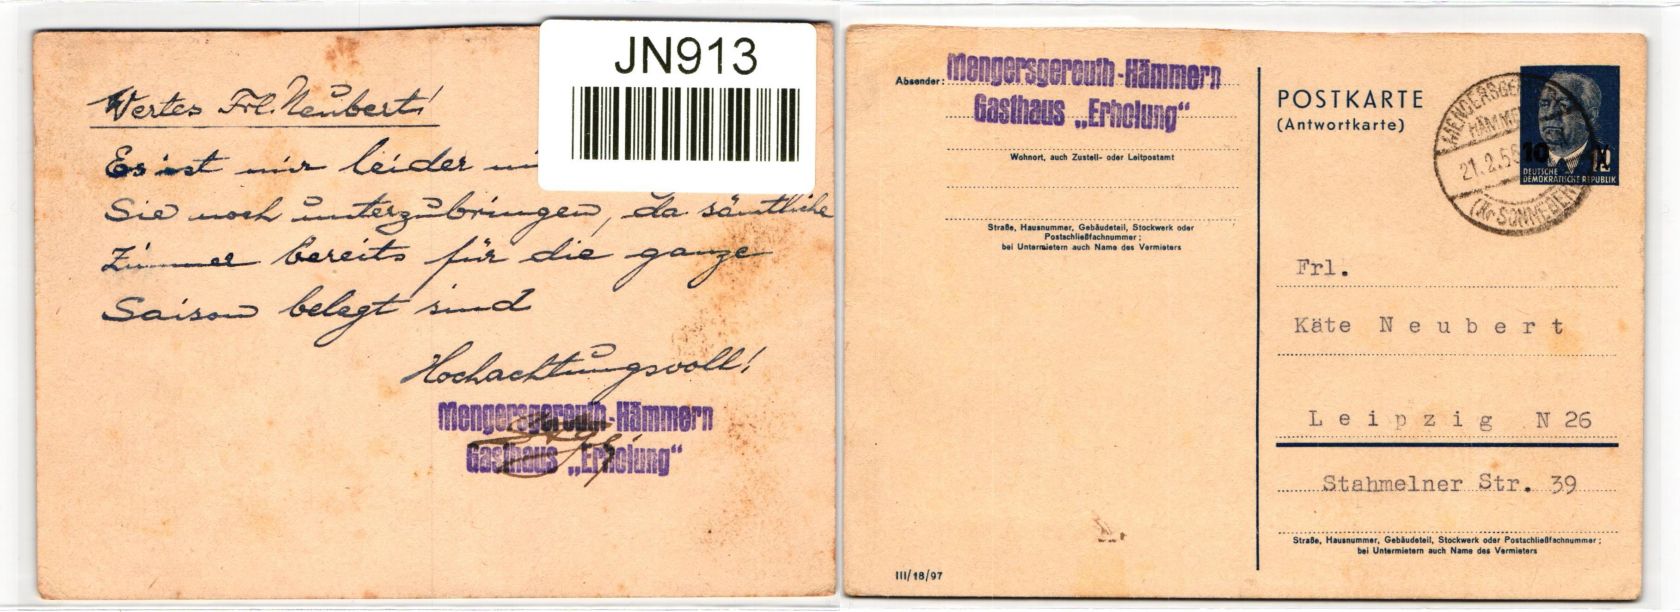 JN913
Wertes Frl. Neubert!
Es ist mir leider
Sie noch unterzubringen, da sämtliche
Zimmer bereits für die ganze
Saison belegt sind
Hochachtungsvoll!
Mengersgereuth-Hämmern
Gasthaus „Erholung“
Absender: Mengersgereuth-Hämmern
Gasthaus „Erholung“
Wohnort, auch Zustell- oder Leitpostamt
Straße, Hausnummer, Gebäudeteil, Stockwerk oder
Postschließfachnummer;
bei Untermietern auch Name des Vermieters
III/18/97
POSTKARTE
(Antwortkarte)
10
DEUTSCHE
DEMOKRATISCHE REPUBLIK
Frl.
Käte Neubert
Leipzig N 26
Stahmelner Str. 39
Straße, Hausnummer, Gebäudeteil, Stockwerk oder Postschließfachnummer;
bei Untermietern auch Name des Vermieters